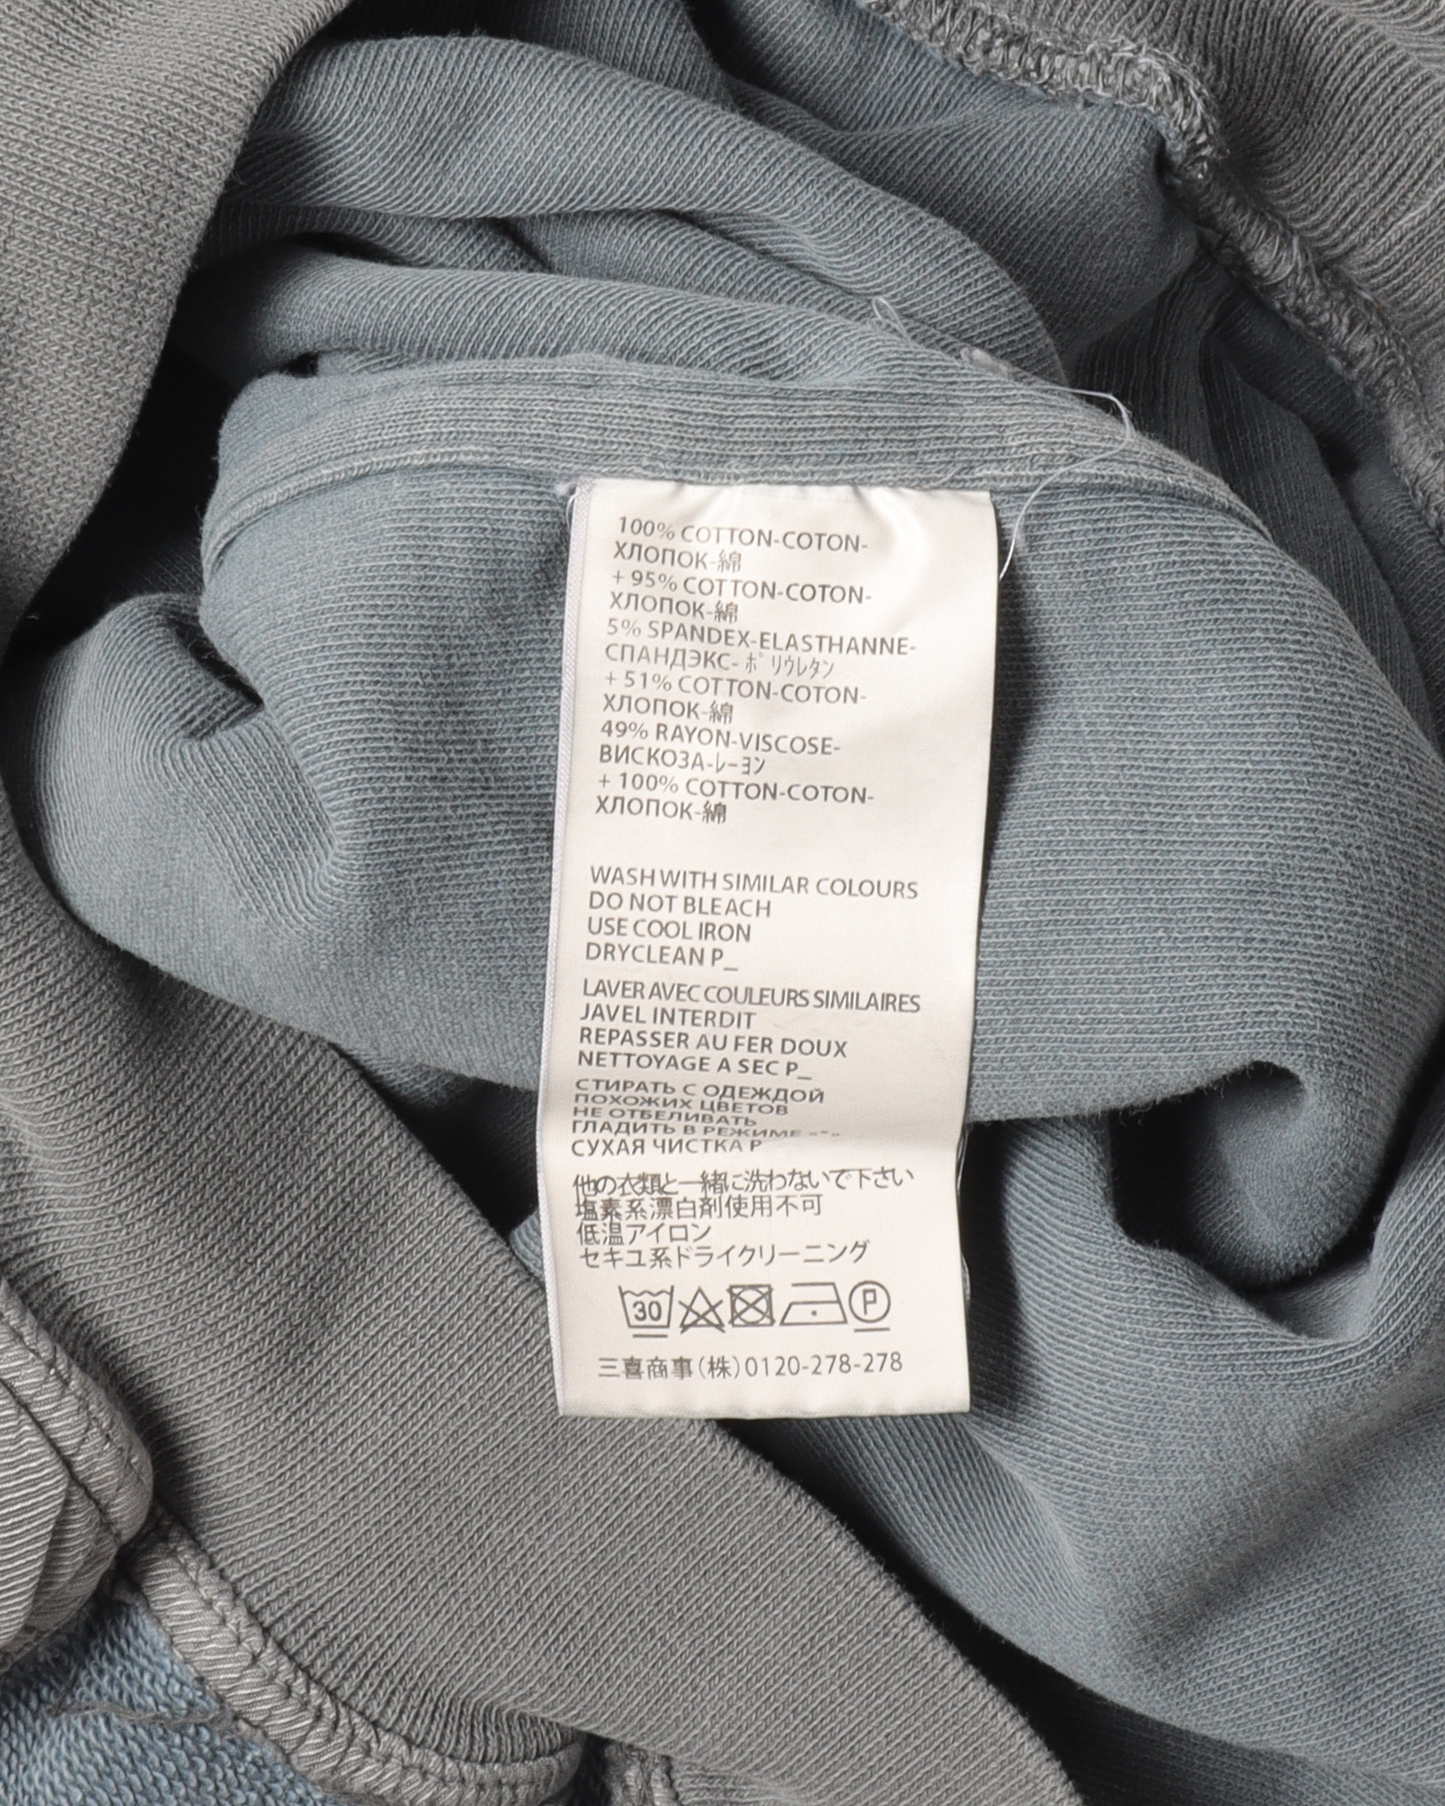 100% COTTON-COTON-
ХЛОПОК-綿
+ 95% COTTON-COTON-
ХЛОПОК-綿
5% SPANDEX-ELASTHANNE-
СПАНДЭКС-ﾎﾟﾘｳﾚﾀﾝ
+ 51% COTTON-COTON-
ХЛОПОК-綿
49% RAYON-VISCOSE-
ВИСКОЗА-ﾚｰﾖﾝ
+ 100% COTTON-COTON-
ХЛОПОК-綿
WASH WITH SIMILAR COLOURS
DO NOT BLEACH
USE COOL IRON
DRYCLEAN P_
LAVER AVEC COULEURS SIMILAIRES
JAVEL INTERDIT
REPASSER AU FER DOUX
NETTOYAGE A SEC P_
СТИРАТЬ С ОДЕЖДОЙ
ПОХОЖИХ ЦВЕТОВ
НЕ ОТБЕЛИВАТЬ
ГЛАДИТЬ В РЕЖИМЕ
СУХАЯ ЧИСТКА P
他の衣類と一緒に洗わないで下さい
塩素系漂白剤使用不可
低温アイロン
セキユ系ドライクリーニング
30 P
三喜商事(株)0120-278-278